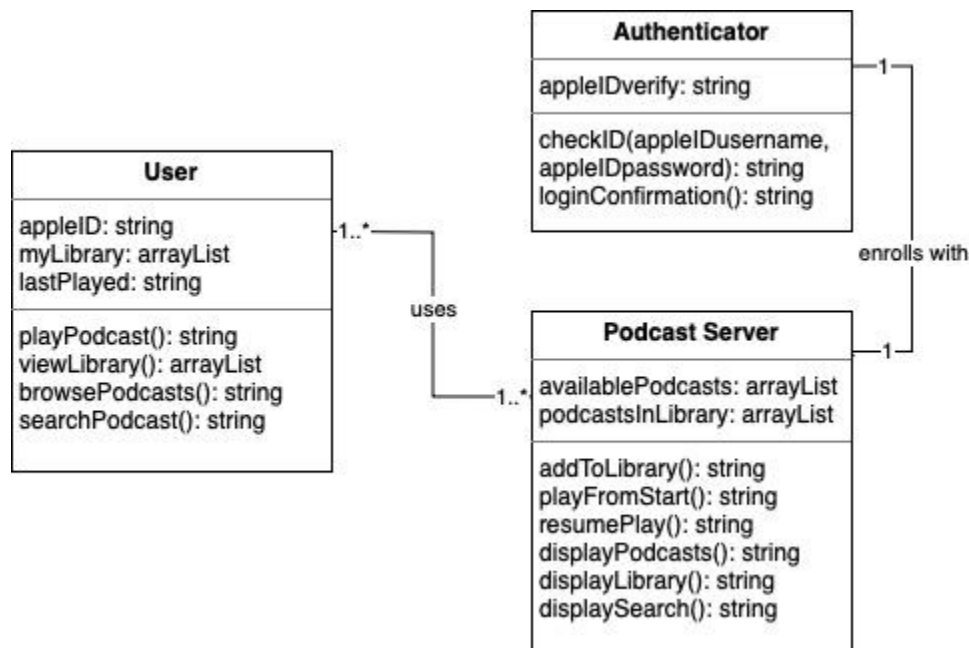 Authenticator
appleIDverify: string
checkID(appleIDusername,
appleIDpassword): string
loginConfirmation(): string
1
enrolls with
1
User
appleID: string
myLibrary: arrayList
lastPlayed: string
playPodcast(): string
viewLibrary(): arrayList
browsePodcasts(): string
searchPodcast(): string
1..*
uses
1..*
Podcast Server
availablePodcasts: arrayList
podcastsInLibrary: arrayList
addToLibrary(): string
playFromStart(): string
resumePlay(): string
displayPodcasts(): string
displayLibrary(): string
displaySearch(): string